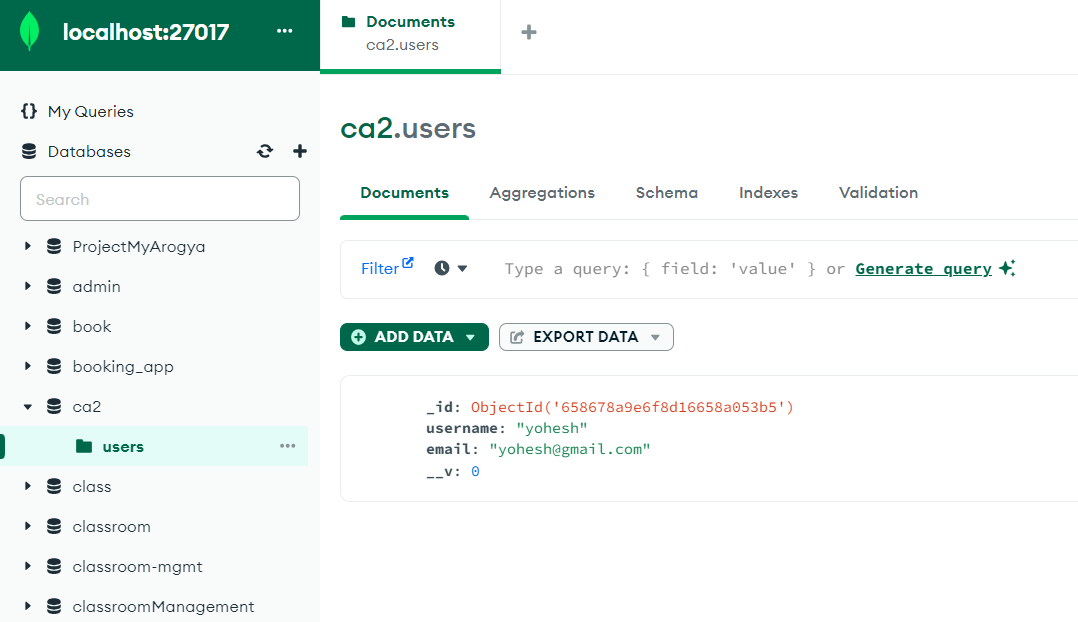 localhost:27017 ...
Documents
ca2.users
{} My Queries
Databases
Search
ProjectMyArogya
admin
book
booking_app
ca2
users ...
class
classroom
classroom-mgmt
classroomManagement
ca2.users
Documents Aggregations Schema Indexes Validation
Filter Type a query: { field: 'value' } or Generate query
ADD DATA EXPORT DATA
_id: ObjectId('658678a9e6f8d16658a053b5')
username: "yohesh"
email: "yohesh@gmail.com"
__v: 0